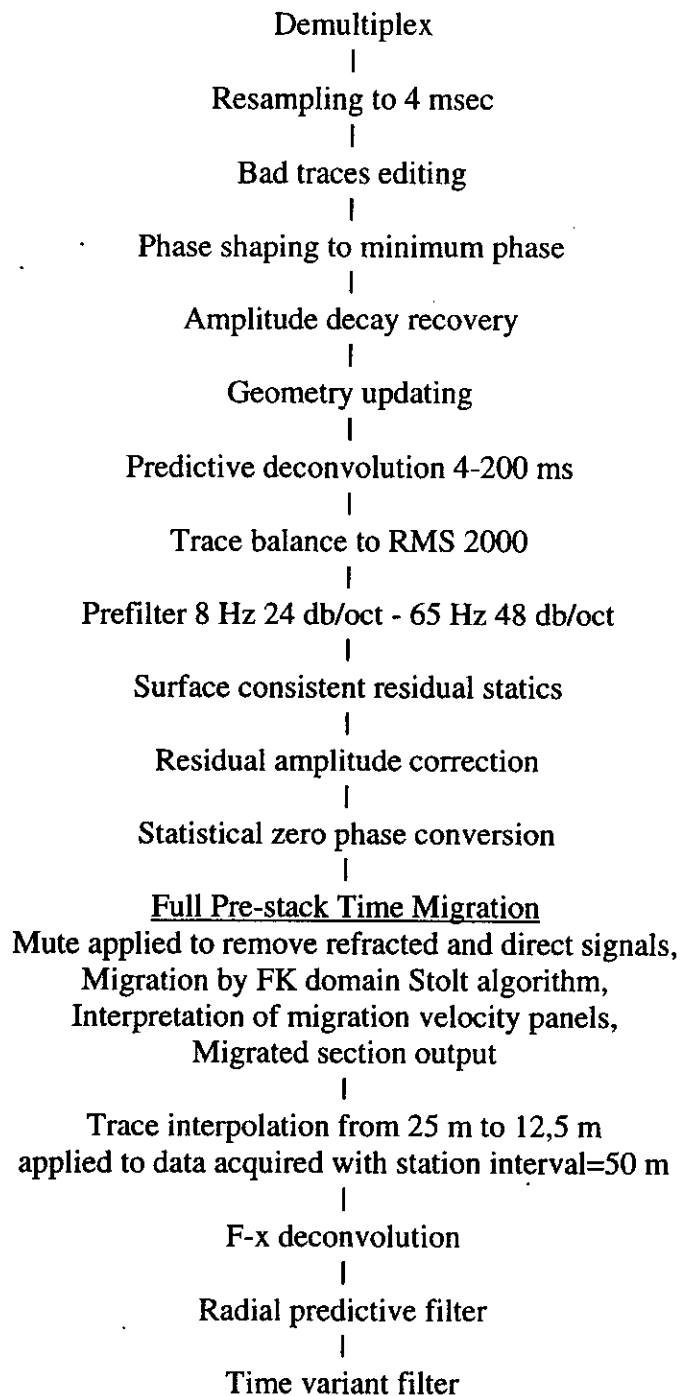 Demultiplex
Resampling to 4 msec
Bad traces editing
Phase shaping to minimum phase
Amplitude decay recovery
Geometry updating
Predictive deconvolution 4-200 ms
Trace balance to RMS 2000
Prefilter 8 Hz 24 db/oct - 65 Hz 48 db/oct
Surface consistent residual statics
Residual amplitude correction
Statistical zero phase conversion
Full Pre-stack Time Migration
Mute applied to remove refracted and direct signals,
Migration by FK domain Stolt algorithm,
Interpretation of migration velocity panels,
Migrated section output
Trace interpolation from 25 m to 12,5 m
applied to data acquired with station interval=50 m
F-x deconvolution
Radial predictive filter
Time variant filter